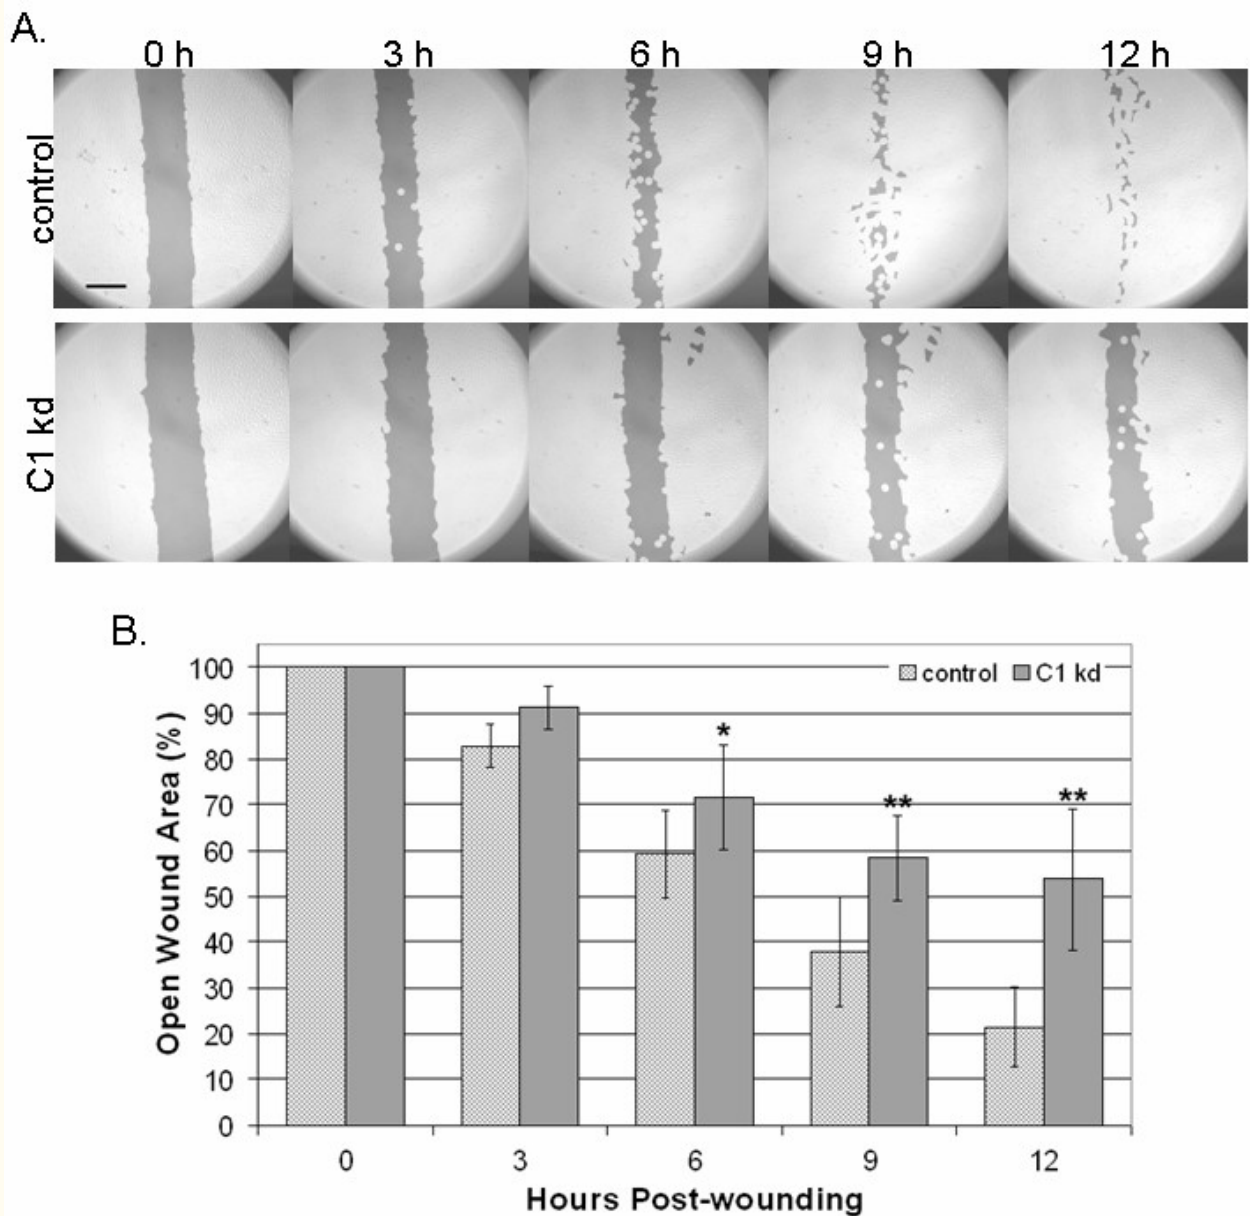 A.
0 h 3 h 6 h 9 h 12 h
control
C1 kd
B.
control C1 kd
Open Wound Area (%)
100
90
80
70
60
50
40
30
20
10
0
*
**
**
0 3 6 9 12
Hours Post-wounding